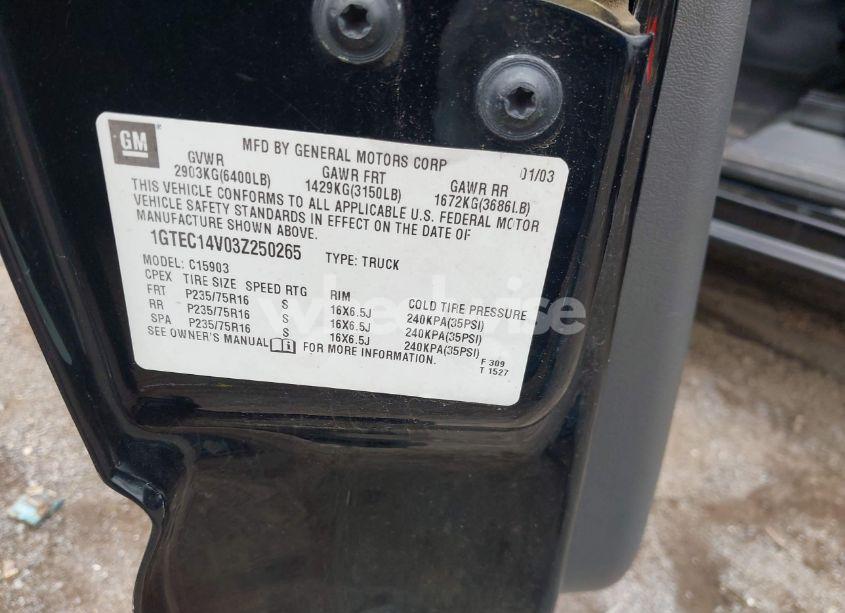 GM
MFD BY GENERAL MOTORS CORP 01/03
GVWR GAWR FRT GAWR RR
2903KG(6400LB) 1429KG(3150LB) 1672KG(3686LB)
THIS VEHICLE CONFORMS TO ALL APPLICABLE U.S. FEDERAL MOTOR
VEHICLE SAFETY STANDARDS IN EFFECT ON THE DATE OF
MANUFACTURE SHOWN ABOVE.
1GTEC14V03Z250265 TYPE: TRUCK
MODEL: C15903
CPEX TIRE SIZE SPEED RTG RIM COLD TIRE PRESSURE
FRT P235/75R16 S 16X6.5J 240KPA(35PSI)
RR P235/75R16 S 16X6.5J 240KPA(35PSI)
SPA P235/75R16 S 16X6.5J 240KPA(35PSI)
SEE OWNER'S MANUAL FOR MORE INFORMATION.
F 309
T 1527
wheelwise